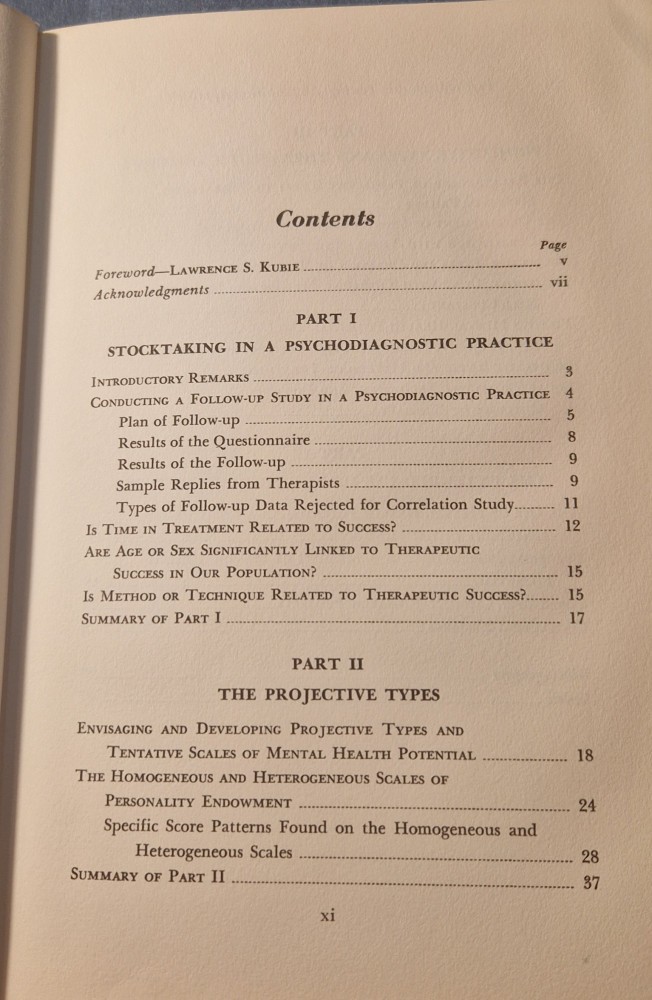 Contents
Page
Foreword—Lawrence S. Kubie ........ v
Acknowledgments ........ vii
PART I
STOCKTAKING IN A PSYCHODIAGNOSTIC PRACTICE
Introductory Remarks ........ 3
Conducting a Follow-up Study in a Psychodiagnostic Practice 4
Plan of Follow-up ........ 5
Results of the Questionnaire ........ 8
Results of the Follow-up ........ 9
Sample Replies from Therapists ........ 9
Types of Follow-up Data Rejected for Correlation Study........ 11
Is Time in Treatment Related to Success? ........ 12
Are Age or Sex Significantly Linked to Therapeutic
Success in Our Population? ........ 15
Is Method or Technique Related to Therapeutic Success?........ 15
Summary of Part I ........ 17
PART II
THE PROJECTIVE TYPES
Envisaging and Developing Projective Types and
Tentative Scales of Mental Health Potential ........ 18
The Homogeneous and Heterogeneous Scales of
Personality Endowment ........ 24
Specific Score Patterns Found on the Homogeneous and
Heterogeneous Scales ........ 28
Summary of Part II ........ 37
xi